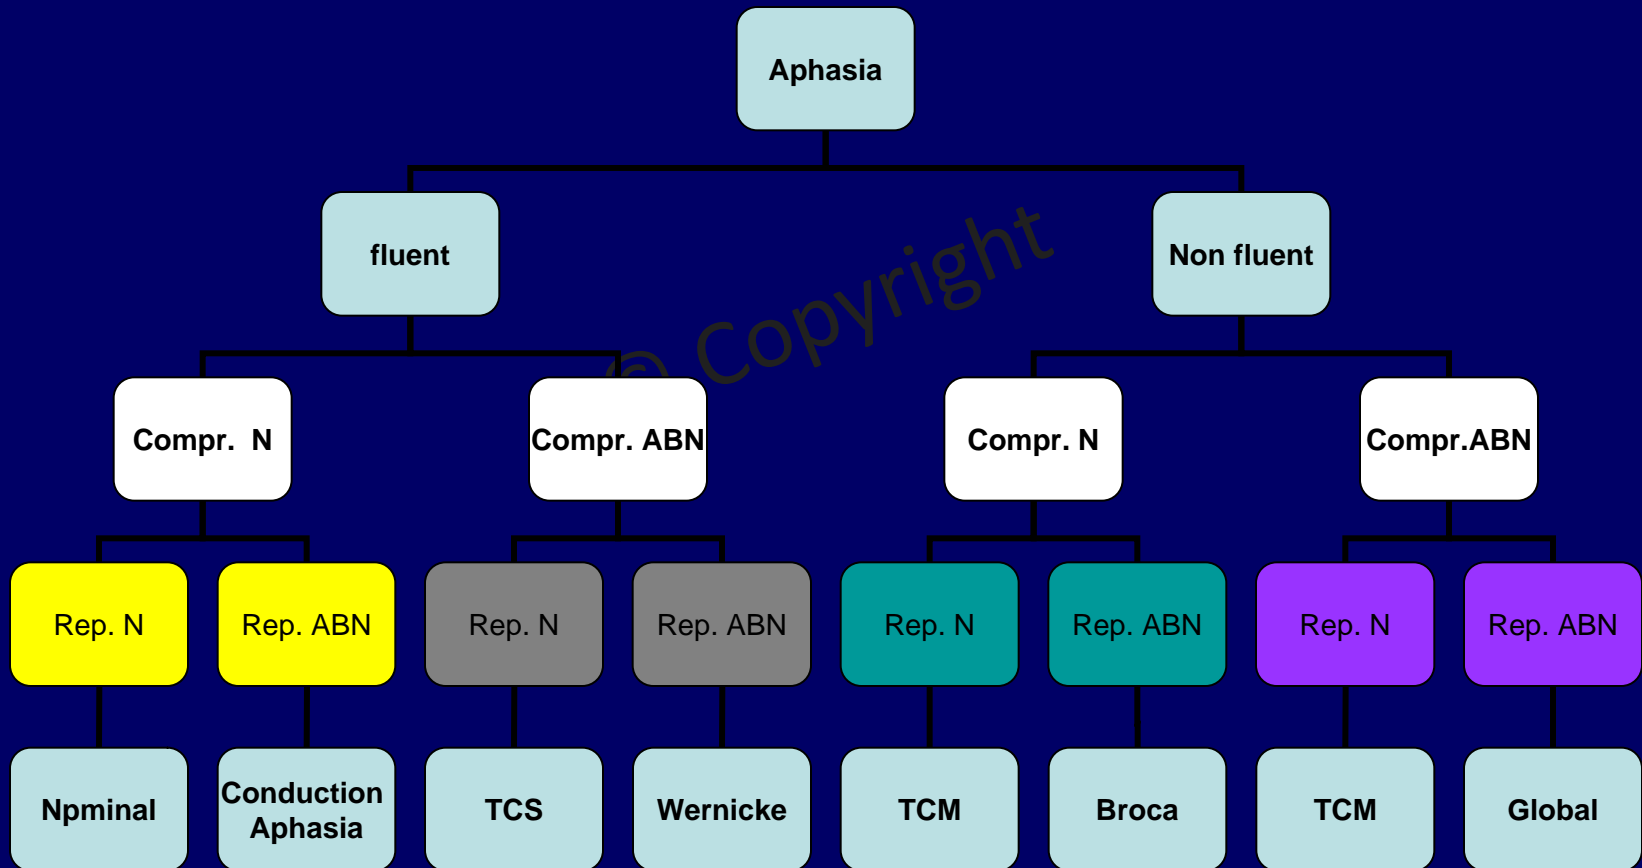 Aphasia
fluent
Non fluent
© Copyright
Compr. N
Compr. ABN
Compr. N
Compr.ABN
Rep. N
Rep. ABN
Rep. N
Rep. ABN
Rep. N
Rep. ABN
Rep. N
Rep. ABN
Npminal
Conduction
Aphasia
TCS
Wernicke
TCM
Broca
TCM
Global